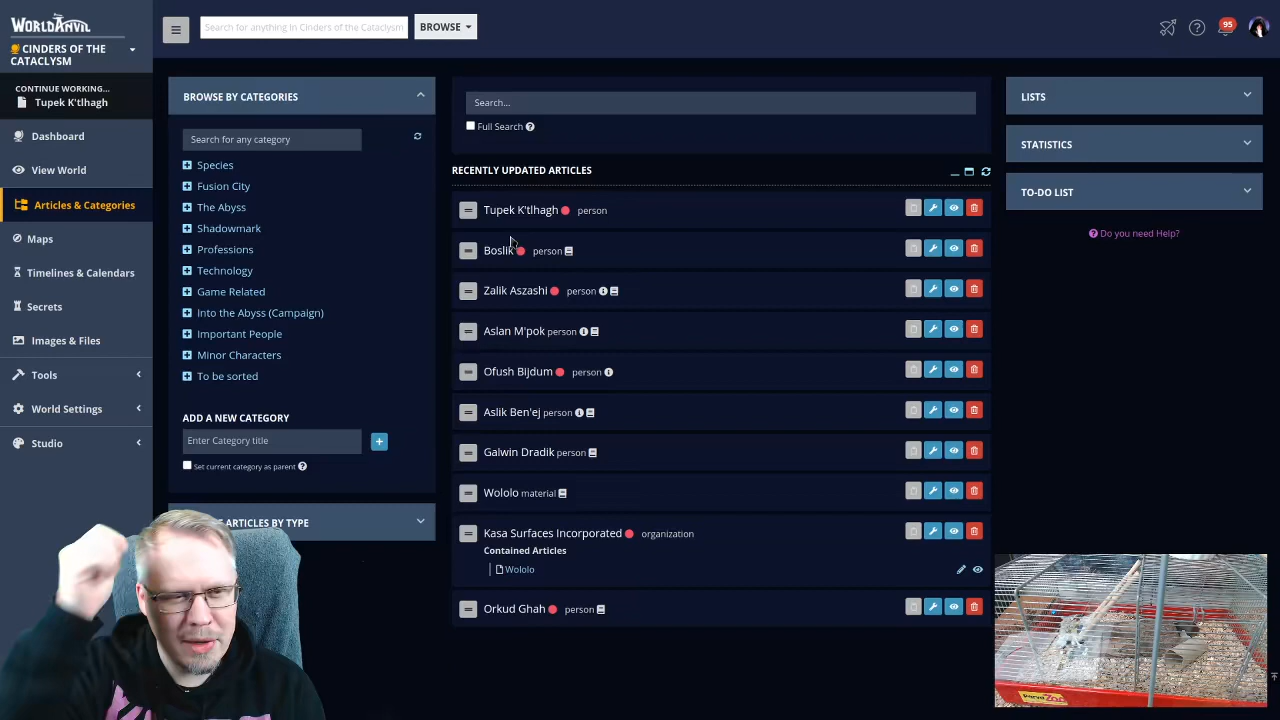 WORLDANVIL
CINDERS OF THE
CATACLYSM
CONTINUE WORKING...
Tupek K'tlhagh
Dashboard
View World
Articles & Categories
Maps
Timelines & Calendars
Secrets
Images & Files
Tools
World Settings
Studio
Search for anything in Cinders of the Cataclysm
BROWSE
95
BROWSE BY CATEGORIES
Search for any category
Species
Fusion City
The Abyss
Shadowmark
Professions
Technology
Game Related
Into the Abyss (Campaign)
Important People
Minor Characters
To be sorted
ADD A NEW CATEGORY
Enter Category title
Set current category as parent
ARTICLES BY TYPE
Search...
Full Search
RECENTLY UPDATED ARTICLES
Tupek K'tlhagh person
Boslik person
Zalik Aszashi person
Aslan M'pok person
Ofush Bijdum person
Aslik Ben'ej person
Galwin Dradik person
Wololo material
Kasa Surfaces Incorporated organization
Contained Articles
Wololo
Orkud Ghah person
LISTS
STATISTICS
TO-DO LIST
Do you need Help?